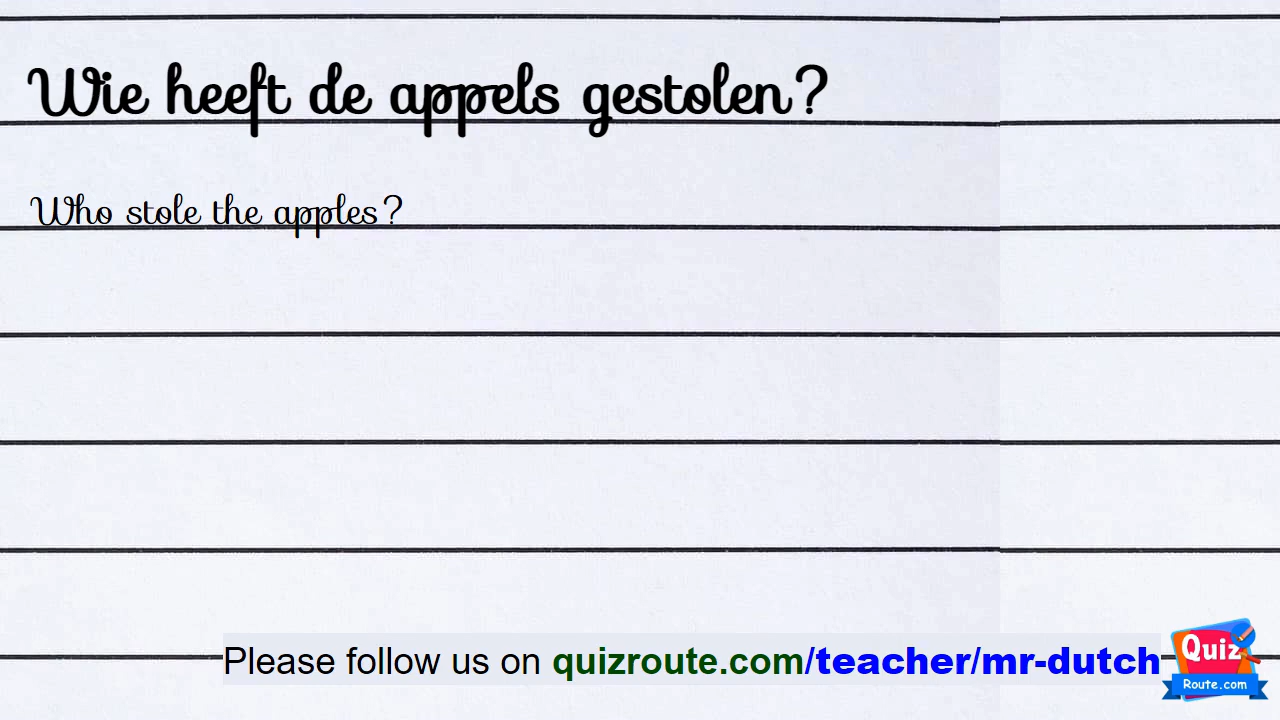 Wie heeft de appels gestolen?
Who stole the apples?
Please follow us on quizroute.com/teacher/mr-dutch
Quiz
Route.com